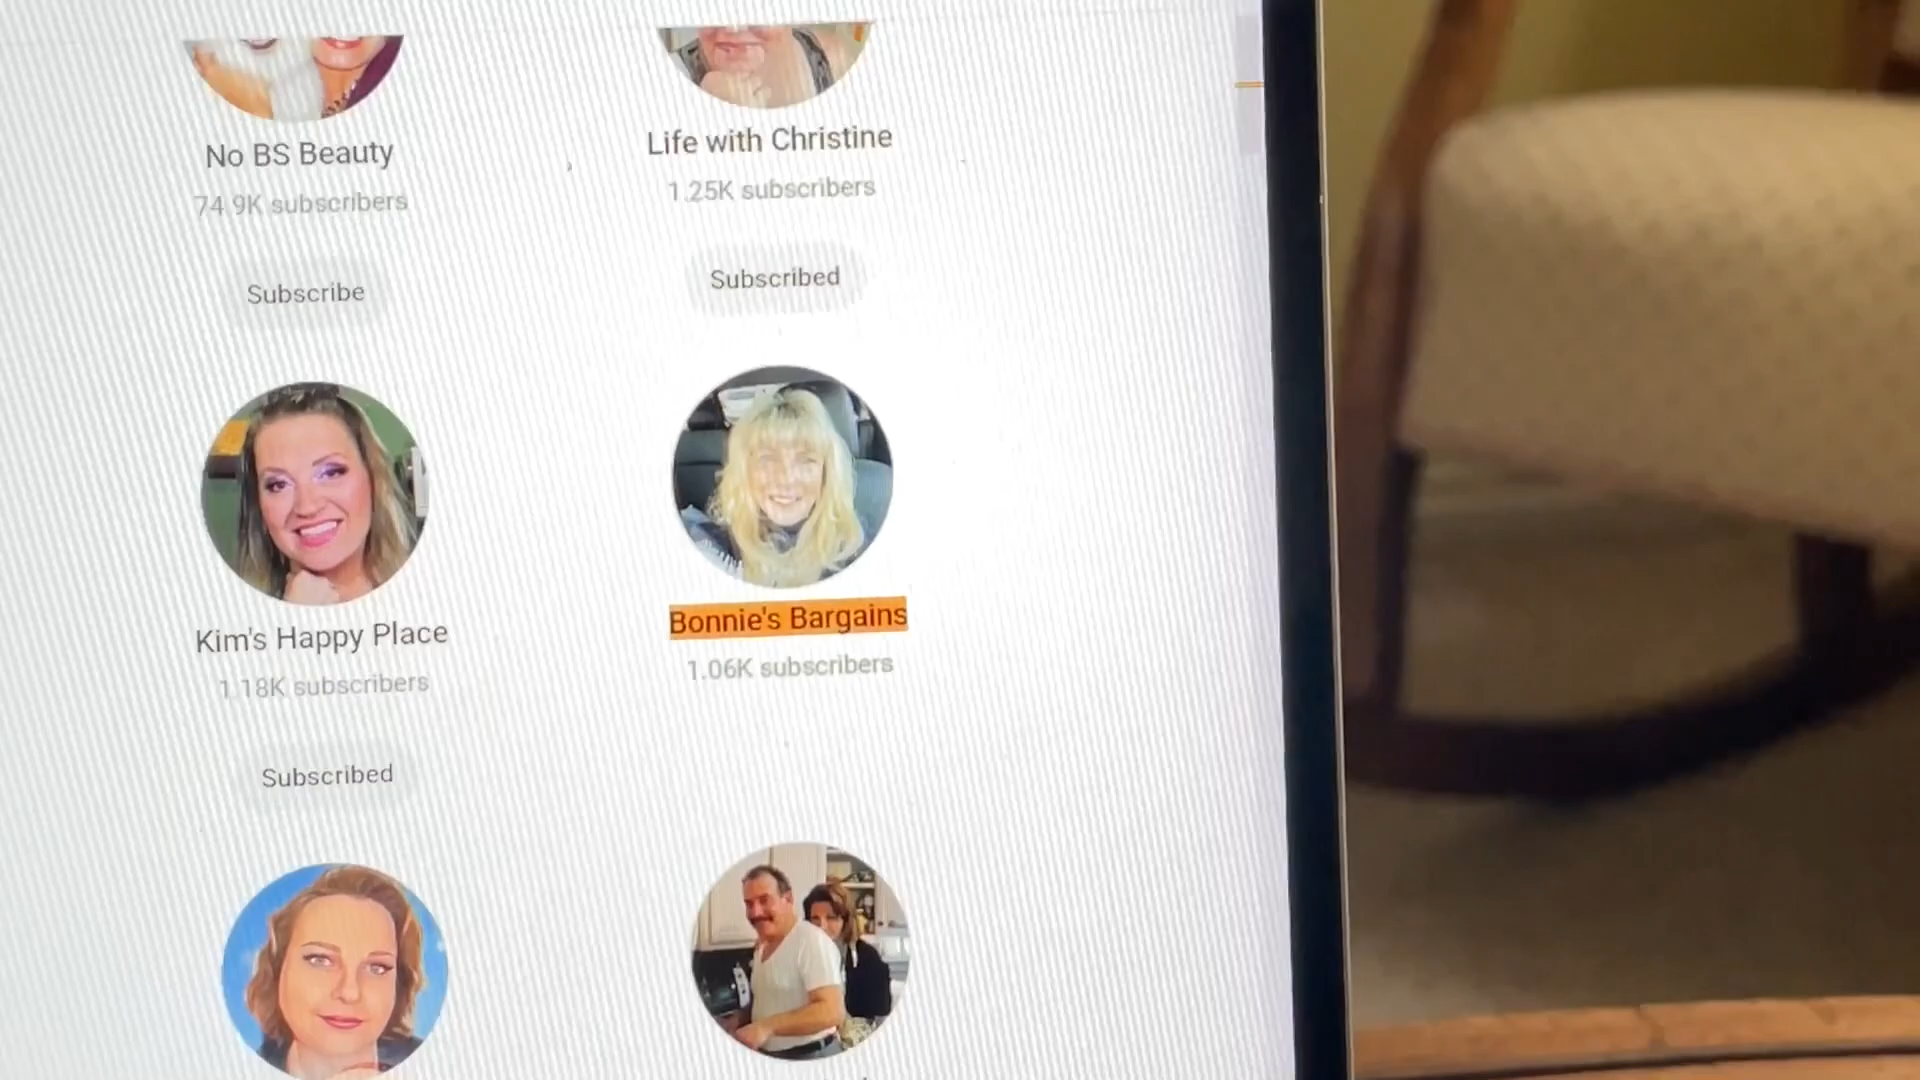 No BS Beauty
74.9K subscribers
Subscribe
Life with Christine
1.25K subscribers
Subscribed
Kim's Happy Place
1.18K subscribers
Subscribed
Bonnie's Bargains
1.06K subscribers